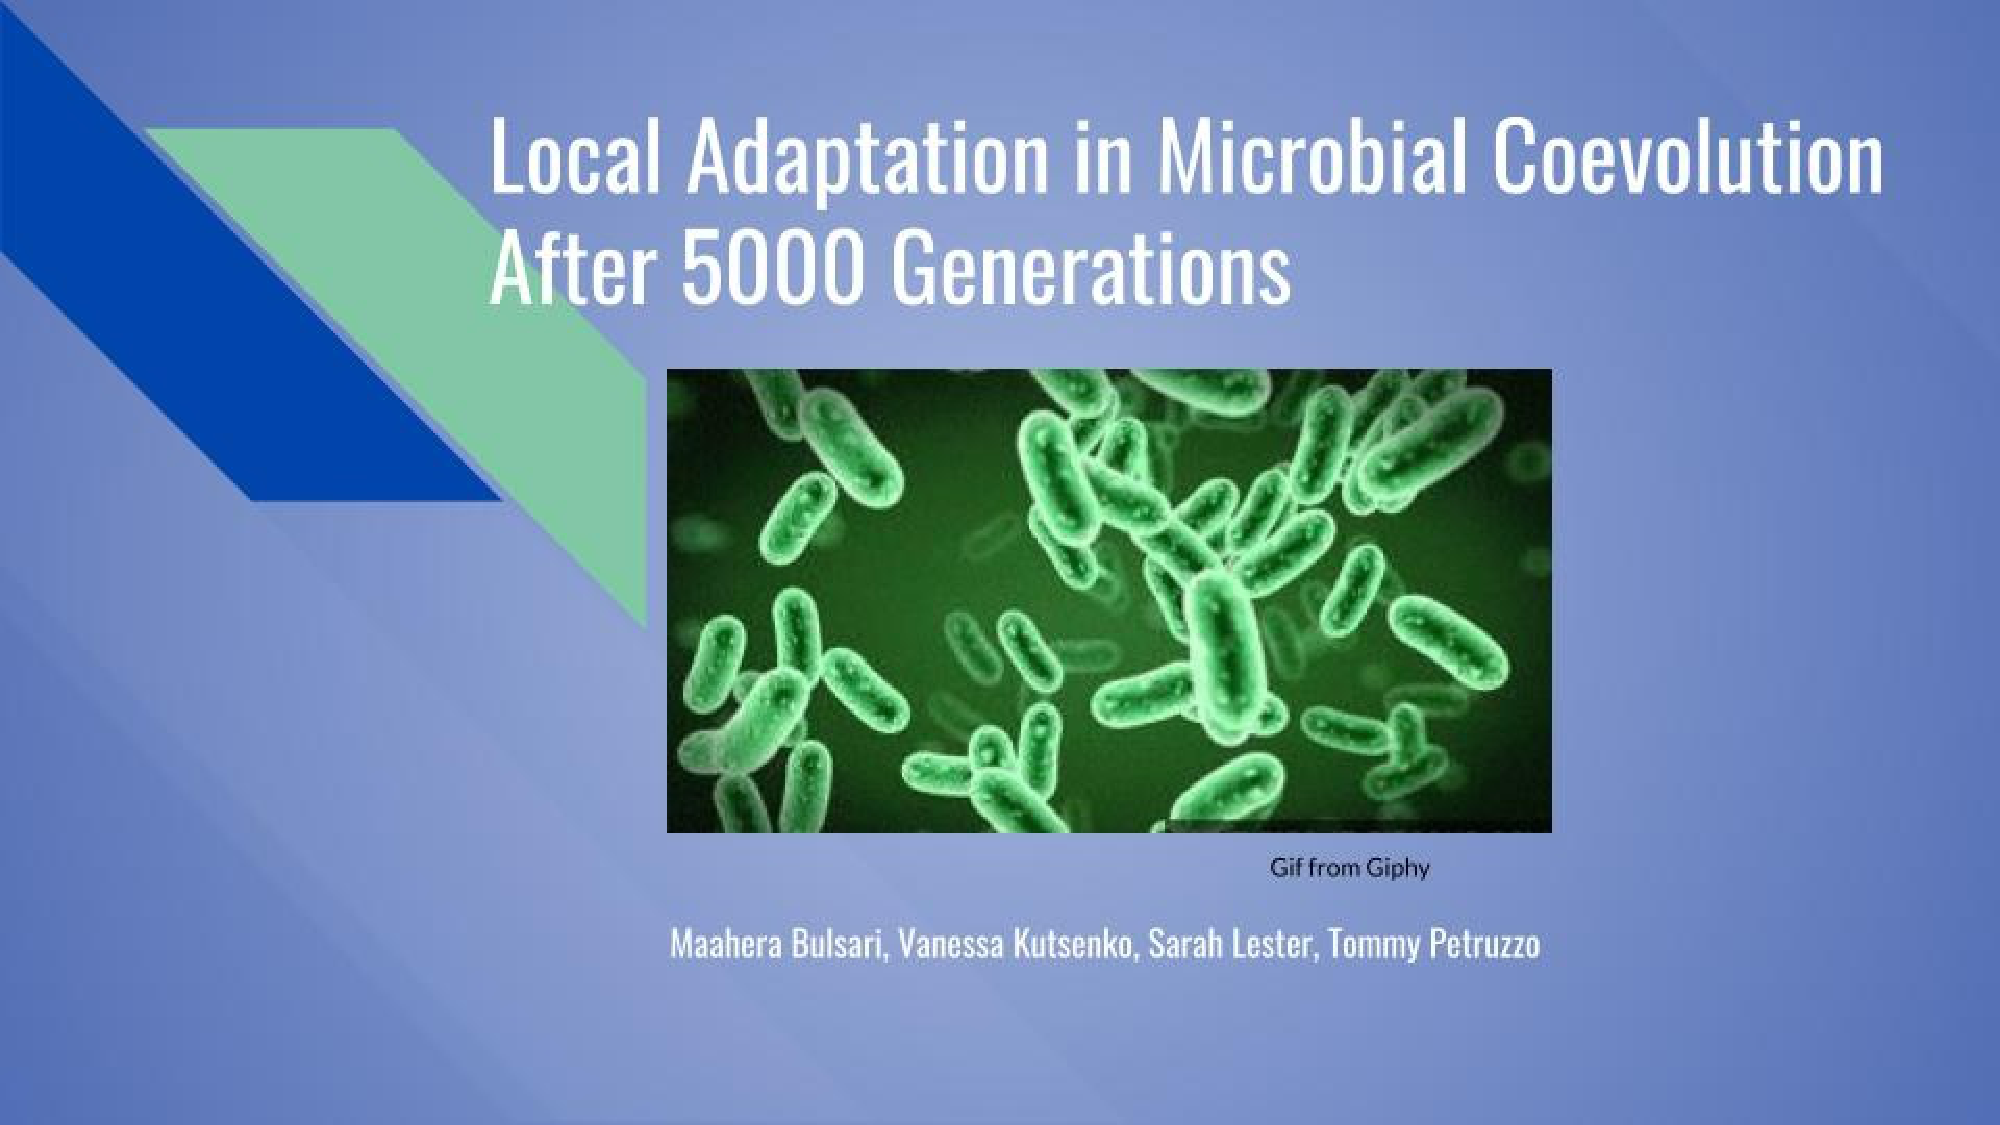 Local Adaptation in Microbial Coevolution
After 5000 Generations
Gif from Giphy
Maahera Bulsari, Vanessa Kutsenko, Sarah Lester, Tommy Petruzzo